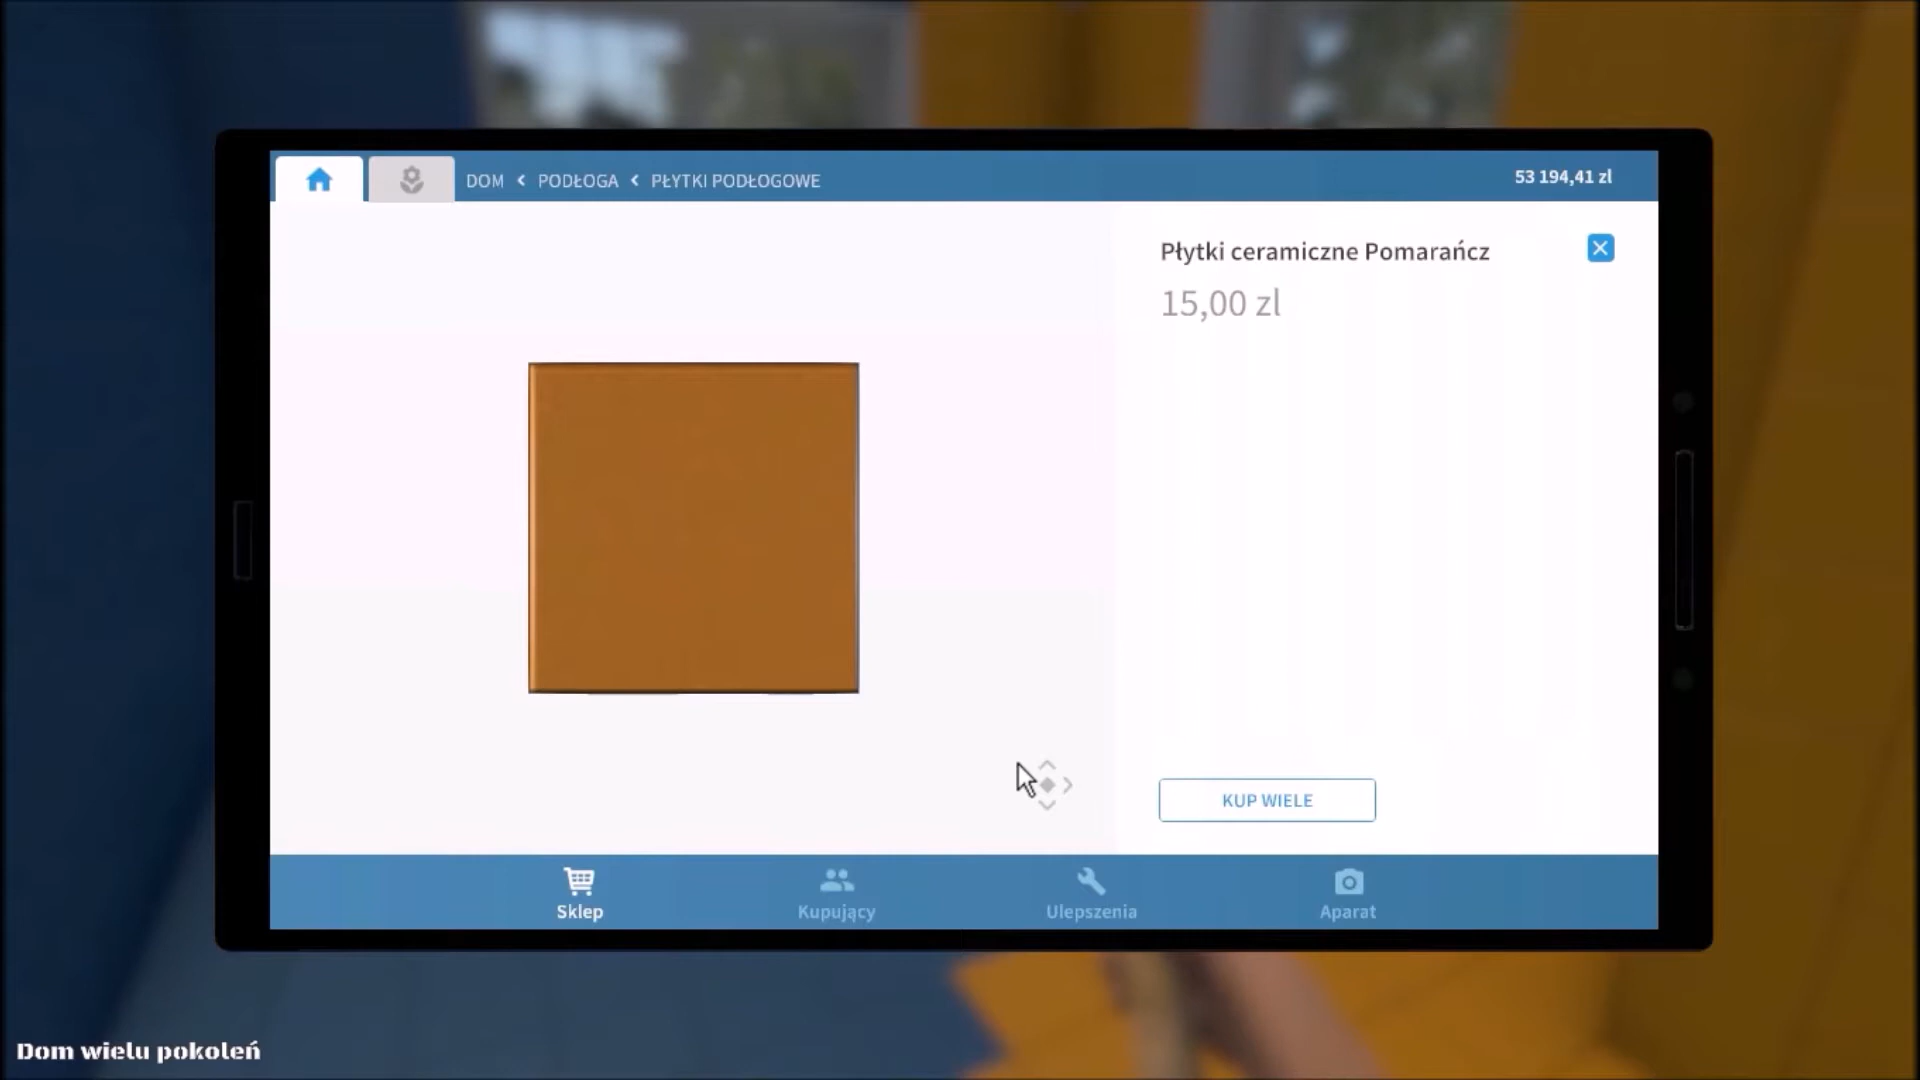 DOM < PODŁOGA < PŁYTKI PODŁOGOWE
53 194,41 zl
Płytki ceramiczne Pomarańcz
15,00 zl
KUP WIELE
Sklep
Kupujący
Ulepszenia
Aparat
Dom wielu pokoleń